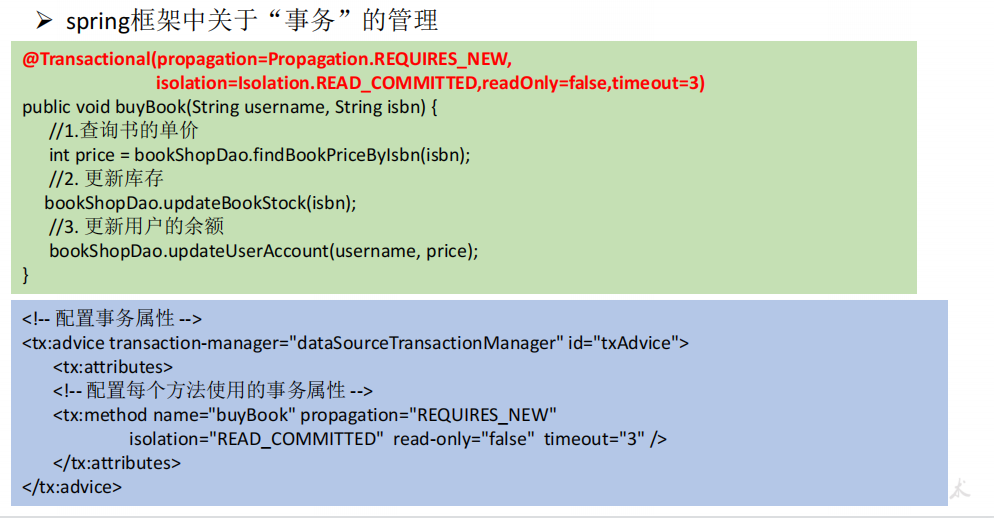 ➢ spring框架中关于“事务”的管理
@Transactional(propagation=Propagation.REQUIRES_NEW,
isolation=Isolation.READ_COMMITTED,readOnly=false,timeout=3)
public void buyBook(String username, String isbn) {
//1.查询书的单价
int price = bookShopDao.findBookPriceByIsbn(isbn);
//2. 更新库存
bookShopDao.updateBookStock(isbn);
//3. 更新用户的余额
bookShopDao.updateUserAccount(username, price);
}
<!-- 配置事务属性 -->
<tx:advice transaction-manager="dataSourceTransactionManager" id="txAdvice">
<tx:attributes>
<!-- 配置每个方法使用的事务属性 -->
<tx:method name="buyBook" propagation="REQUIRES_NEW"
isolation="READ_COMMITTED" read-only="false" timeout="3" />
</tx:attributes>
</tx:advice>
术